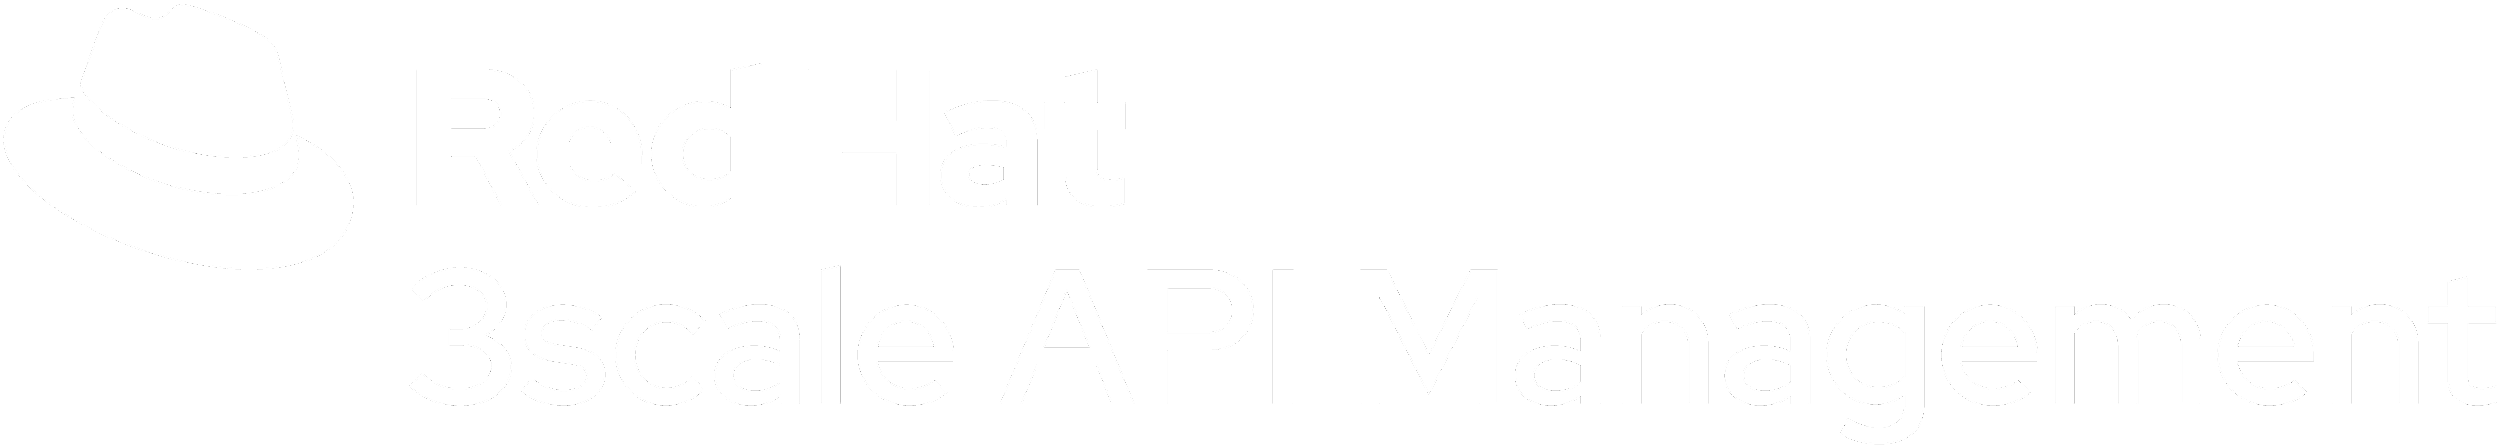 Red Hat
3scale API Management